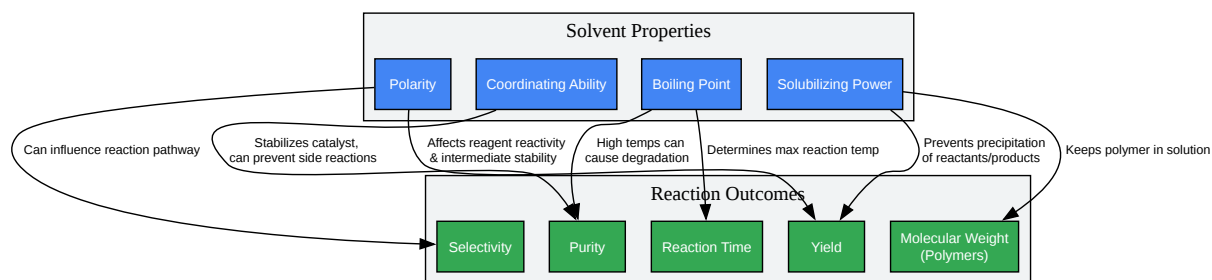 Solvent Properties
Polarity
Coordinating Ability
Boiling Point
Solubilizing Power
Can influence reaction pathway
Stabilizes catalyst,
can prevent side reactions
Affects reagent reactivity
& intermediate stability
High temps can
cause degradation
Determines max reaction temp
Prevents precipitation
of reactants/products
Keeps polymer in solution
Reaction Outcomes
Selectivity
Purity
Reaction Time
Yield
Molecular Weight
(Polymers)